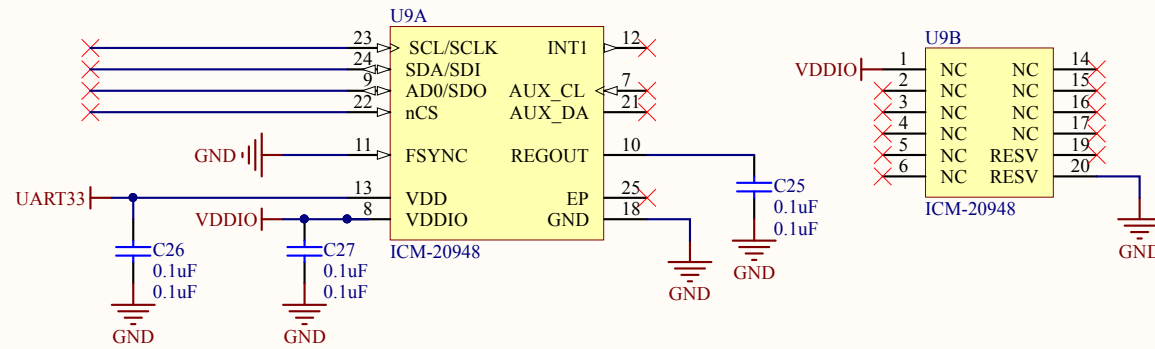 U9A
23 SCL/SCLK INT1 12
24 SDA/SDI
9 AD0/SDO AUX_CL 7
22 nCS AUX_DA 21
GND 11 FSYNC REGOUT 10
UART33 13 VDD EP 25
VDDIO 8 VDDIO GND 18
ICM-20948
C26
0.1uF
0.1uF
GND
C27
0.1uF
0.1uF
GND
GND
C25
0.1uF
0.1uF
GND
U9B
VDDIO 1 NC NC 14
2 NC NC 15
3 NC NC 16
4 NC NC 17
5 NC RESV 19
6 NC RESV 20
ICM-20948
GND